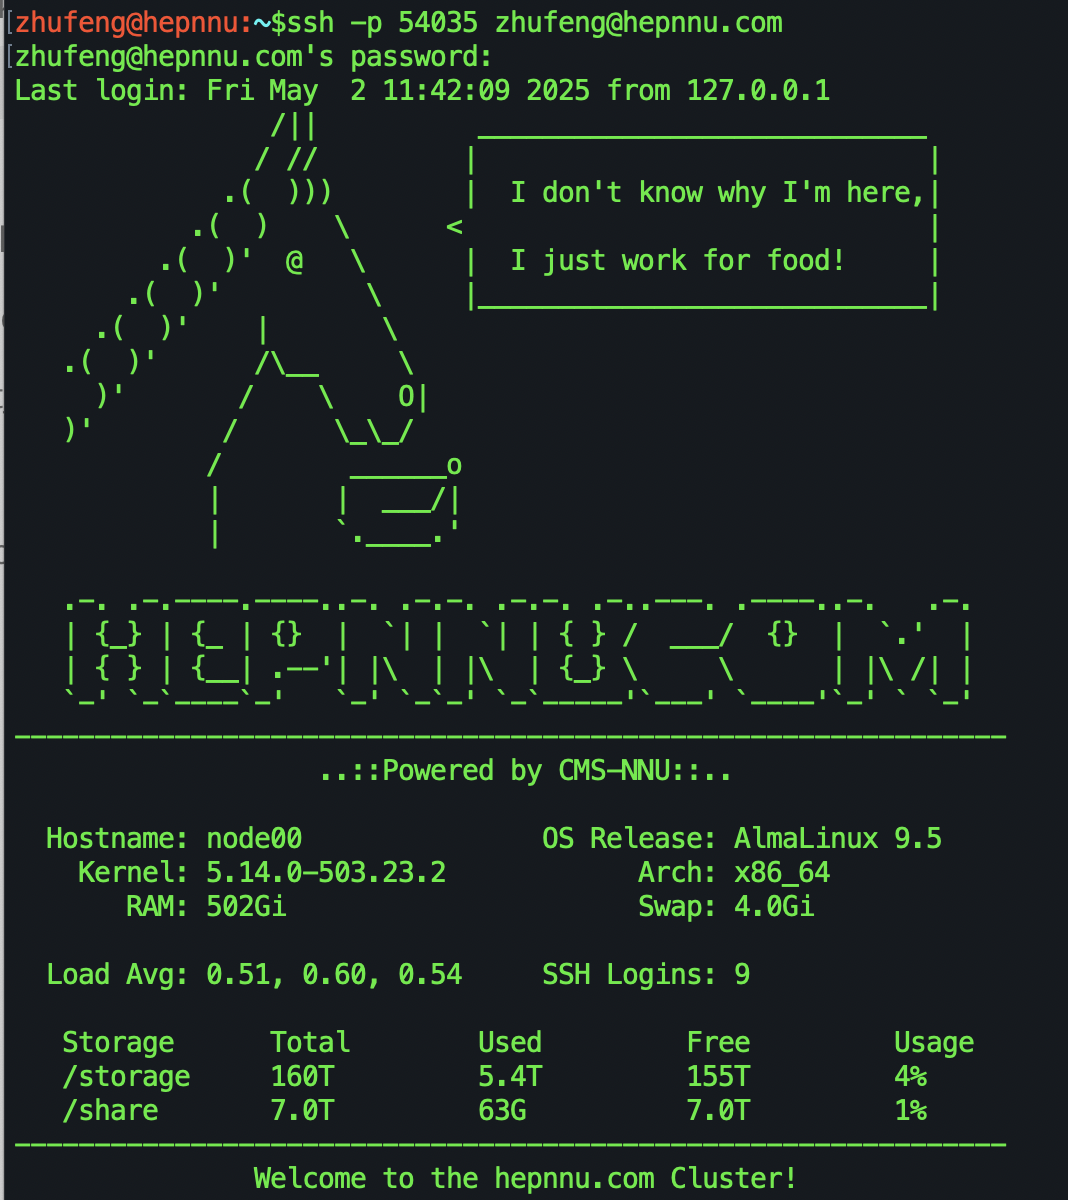 zhufeng@hepnnu:~$ssh -p 54035 zhufeng@hepnnu.com
zhufeng@hepnnu.com's password:
Last login: Fri May  2 11:42:09 2025 from 127.0.0.1
I don't know why I'm here,
I just work for food!
HEPNNU.COM
..::Powered by CMS-NNU::..
Hostname: node00 OS Release: AlmaLinux 9.5
Kernel: 5.14.0-503.23.2 Arch: x86_64
RAM: 502Gi Swap: 4.0Gi
Load Avg: 0.51, 0.60, 0.54 SSH Logins: 9
Storage Total Used Free Usage
/storage 160T 5.4T 155T 4%
/share 7.0T 63G 7.0T 1%
Welcome to the hepnnu.com Cluster!